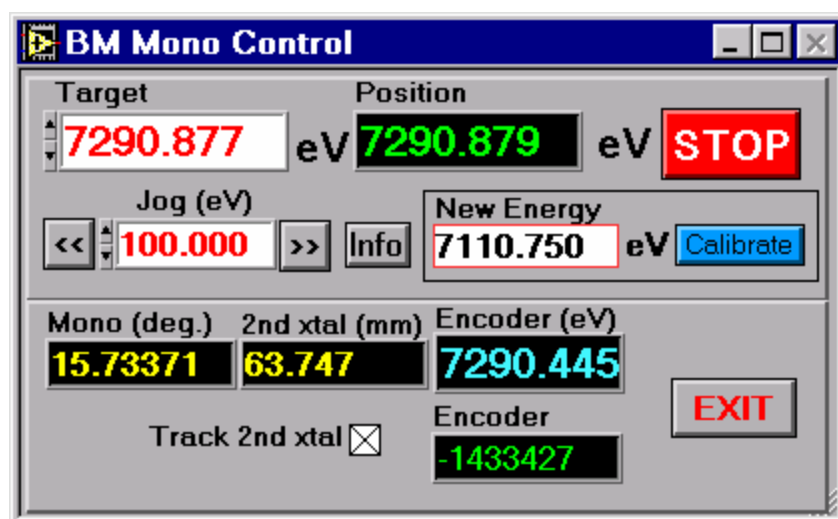 BM Mono Control
Target Position
7290.877 eV 7290.879 eV STOP
Jog (eV) New Energy
<< 100.000 >> Info 7110.750 eV Calibrate
Mono (deg.) 2nd xtal (mm) Encoder (eV)
15.73371 63.747 7290.445
EXIT
Track 2nd xtal Encoder
-1433427